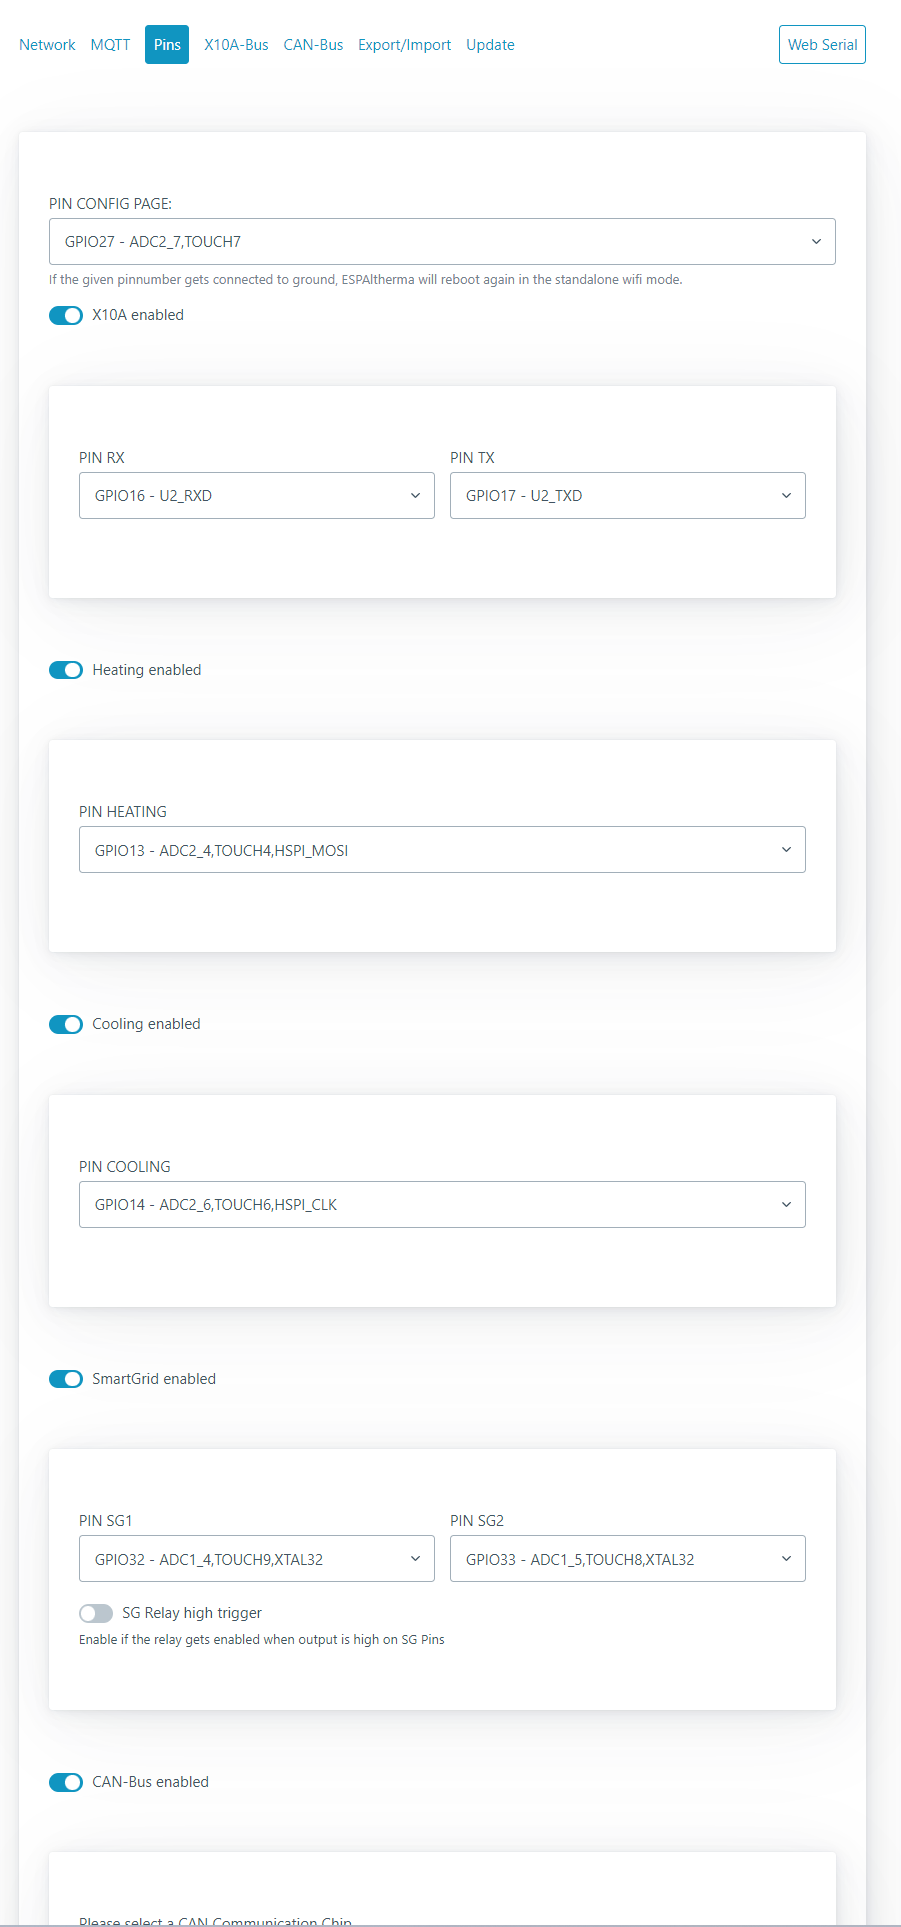 Network MQTT Pins X10A-Bus CAN-Bus Export/Import Update Web Serial
PIN CONFIG PAGE:
GPIO27 - ADC2_7,TOUCH7
If the given pinnumber gets connected to ground, ESPAltherma will reboot again in the standalone wifi mode.
X10A enabled
PIN RX PIN TX
GPIO16 - U2_RXD GPIO17 - U2_TXD
Heating enabled
PIN HEATING
GPIO13 - ADC2_4,TOUCH4,HSPI_MOSI
Cooling enabled
PIN COOLING
GPIO14 - ADC2_6,TOUCH6,HSPI_CLK
SmartGrid enabled
PIN SG1 PIN SG2
GPIO32 - ADC1_4,TOUCH9,XTAL32 GPIO33 - ADC1_5,TOUCH8,XTAL32
SG Relay high trigger
Enable if the relay gets enabled when output is high on SG Pins
CAN-Bus enabled
Please select a CAN Communication Chip